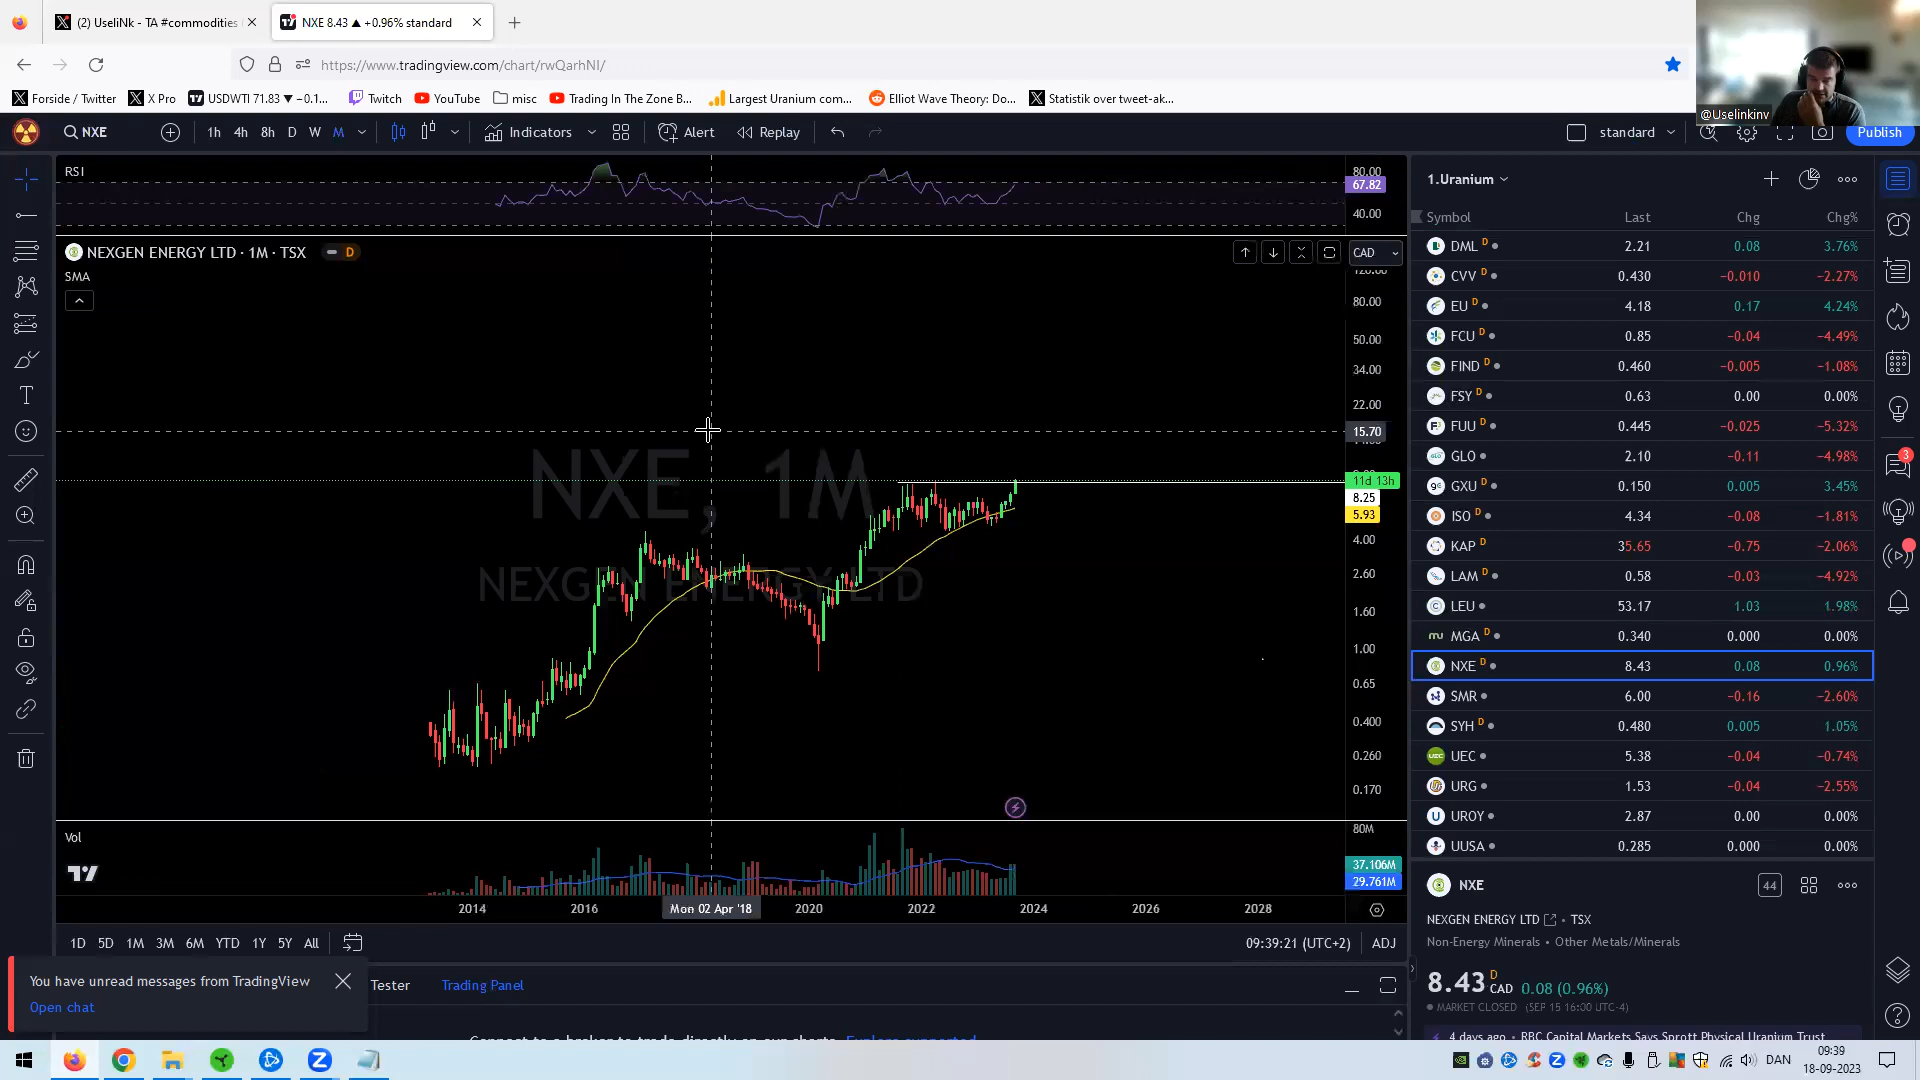 (2) UseliNk - TA #commodities
NXE 8.43 ▲ +0.96% standard
https://www.tradingview.com/chart/rwQarhNI/
Forside / Twitter
X Pro
USDWTI 71.83 ▼ −0.1...
Twitch
YouTube
misc
Trading In The Zone B...
Largest Uranium com...
Elliot Wave Theory: Do...
Statistik over tweet-ak...
@Uselinkinv
NXE
1h 4h 8h D W M
Indicators
Alert
Replay
standard
Publish
RSI
80.00
67.82
40.00
NEXGEN ENERGY LTD · 1M · TSX
D
CAD
SMA
120.00
80.00
50.00
34.00
22.00
15.70
11d 13h
8.25
5.93
4.00
2.60
1.60
1.00
0.65
0.400
0.260
0.170
NXE, 1M
NEXGEN ENERGY LTD
Vol
80M
37.106M
29.761M
2014 2016 Mon 02 Apr '18 2020 2022 2024 2026 2028
1D 5D 1M 3M 6M YTD 1Y 5Y All
09:39:21 (UTC+2) ADJ
You have unread messages from TradingView
Open chat
Tester
Trading Panel
1.Uranium
Symbol Last Chg Chg%
DML D 2.21 0.08 3.76%
CVV D 0.430 −0.010 −2.27%
EU D 4.18 0.17 4.24%
FCU D 0.85 −0.04 −4.49%
FIND D 0.460 −0.005 −1.08%
FSY D 0.63 0.00 0.00%
FUU D 0.445 −0.025 −5.32%
GLO 2.10 −0.11 −4.98%
GXU D 0.150 0.005 3.45%
ISO D 4.34 −0.08 −1.81%
KAP D 35.65 −0.75 −2.06%
LAM D 0.58 −0.03 −4.92%
LEU 53.17 1.03 1.98%
MGA D 0.340 0.000 0.00%
NXE D 8.43 0.08 0.96%
SMR 6.00 −0.16 −2.60%
SYH D 0.480 0.005 1.05%
UEC 5.38 −0.04 −0.74%
URG 1.53 −0.04 −2.55%
UROY 2.87 0.00 0.00%
UUSA 0.285 0.000 0.00%
NXE
44
NEXGEN ENERGY LTD • TSX
Non-Energy Minerals • Other Metals/Minerals
8.43 D CAD 0.08 (0.96%)
MARKET CLOSED (SEP 15 16:00 UTC-4)
4 days ago • RBC Capital Markets Says Sprott Physical Uranium Trust
3
DAN
09:39
18-09-2023